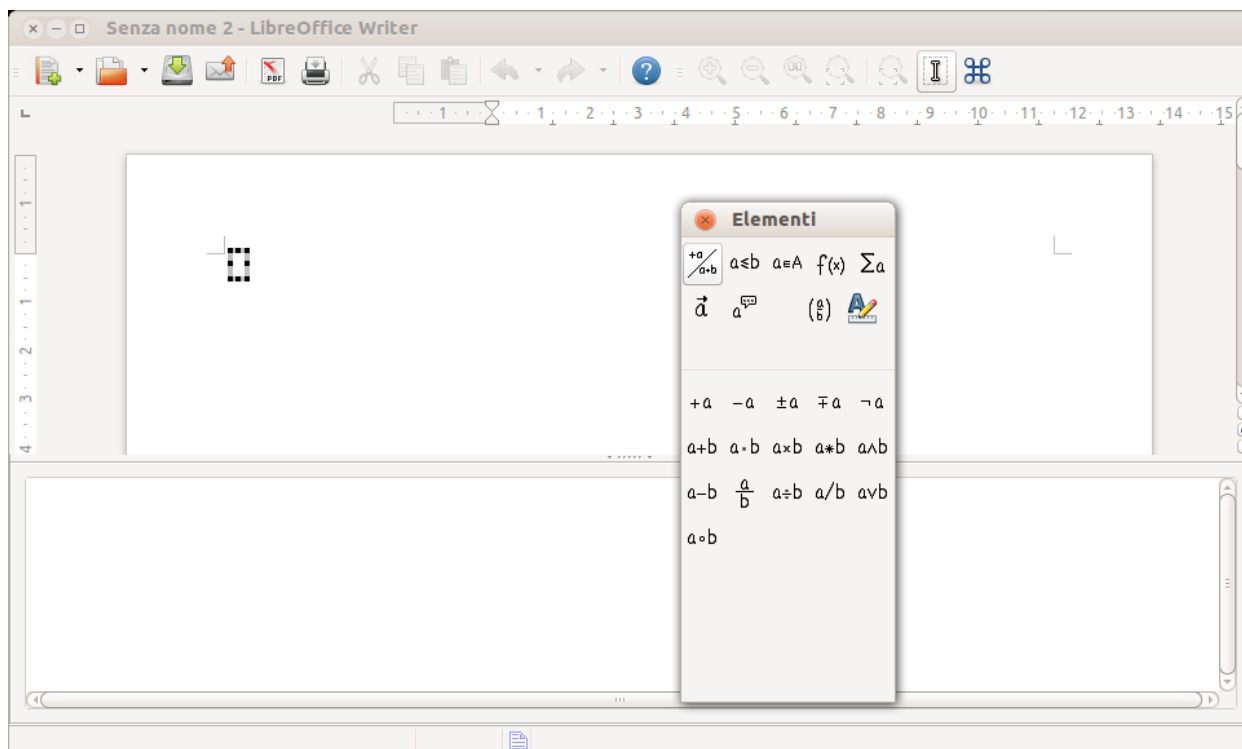 Senza nome 2 - LibreOffice Writer
PDF
1 1 2 3 4 5 6 7 8 9 10 11 12 13 14 15
Elementi
+a/a+b a≤b a∈A f(x) Σa
a⃗ a (a b)
1
1
2
3
4
+a −a ±a ∓a ¬a
a+b a·b a×b a∗b a∧b
a−b a/b a÷b a/b a∨b
a∘b